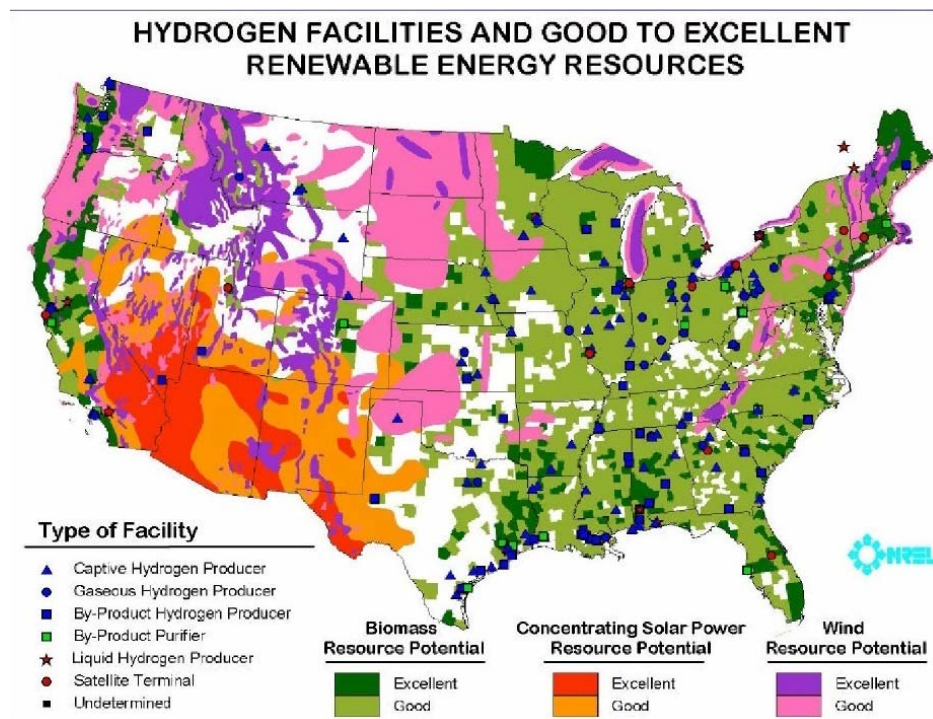 HYDROGEN FACILITIES AND GOOD TO EXCELLENT
RENEWABLE ENERGY RESOURCES
Type of Facility
Captive Hydrogen Producer
Gaseous Hydrogen Producer
By-Product Hydrogen Producer
By-Product Purifier
Liquid Hydrogen Producer
Satellite Terminal
Undetermined
Biomass
Resource Potential
Excellent
Good
Concentrating Solar Power
Resource Potential
Excellent
Good
Wind
Resource Potential
Excellent
Good
NREL